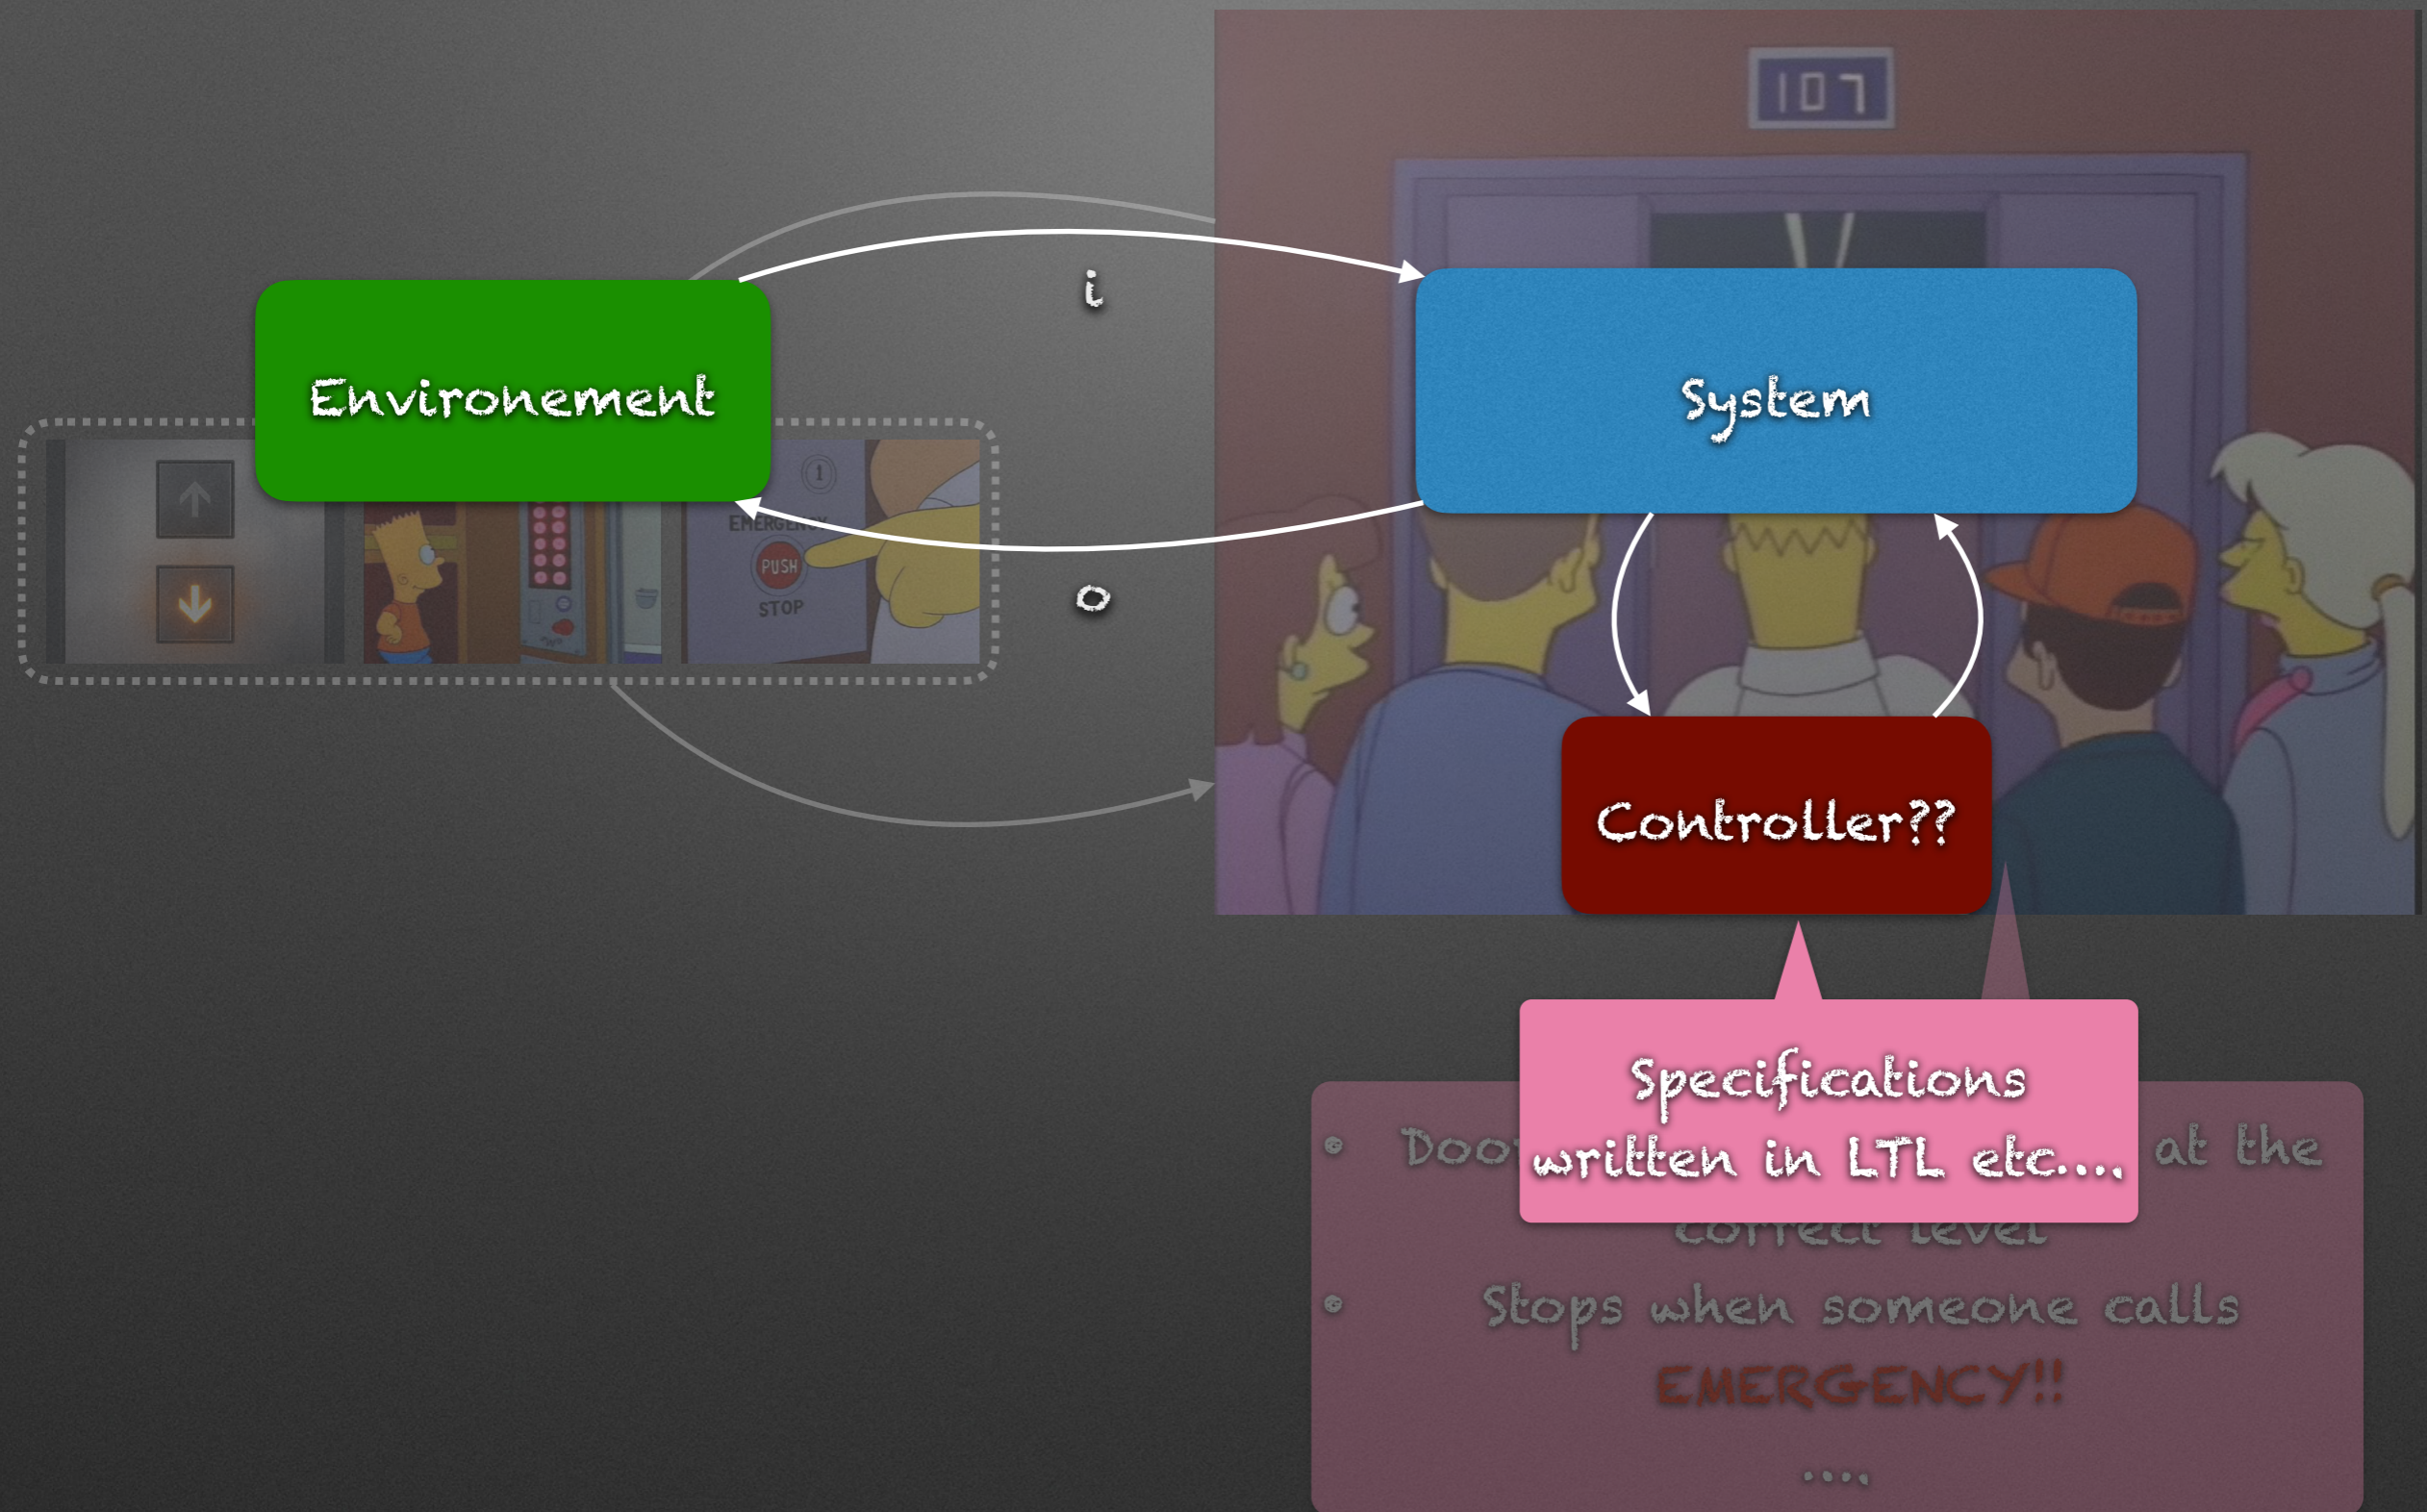 107
i
Environement
System
1
EMERGENCY
PUSH
STOP
o
Controller??
Specifications
written in LTL etc....
• at the
correct level
• Stops when someone calls
EMERGENCY!!
....